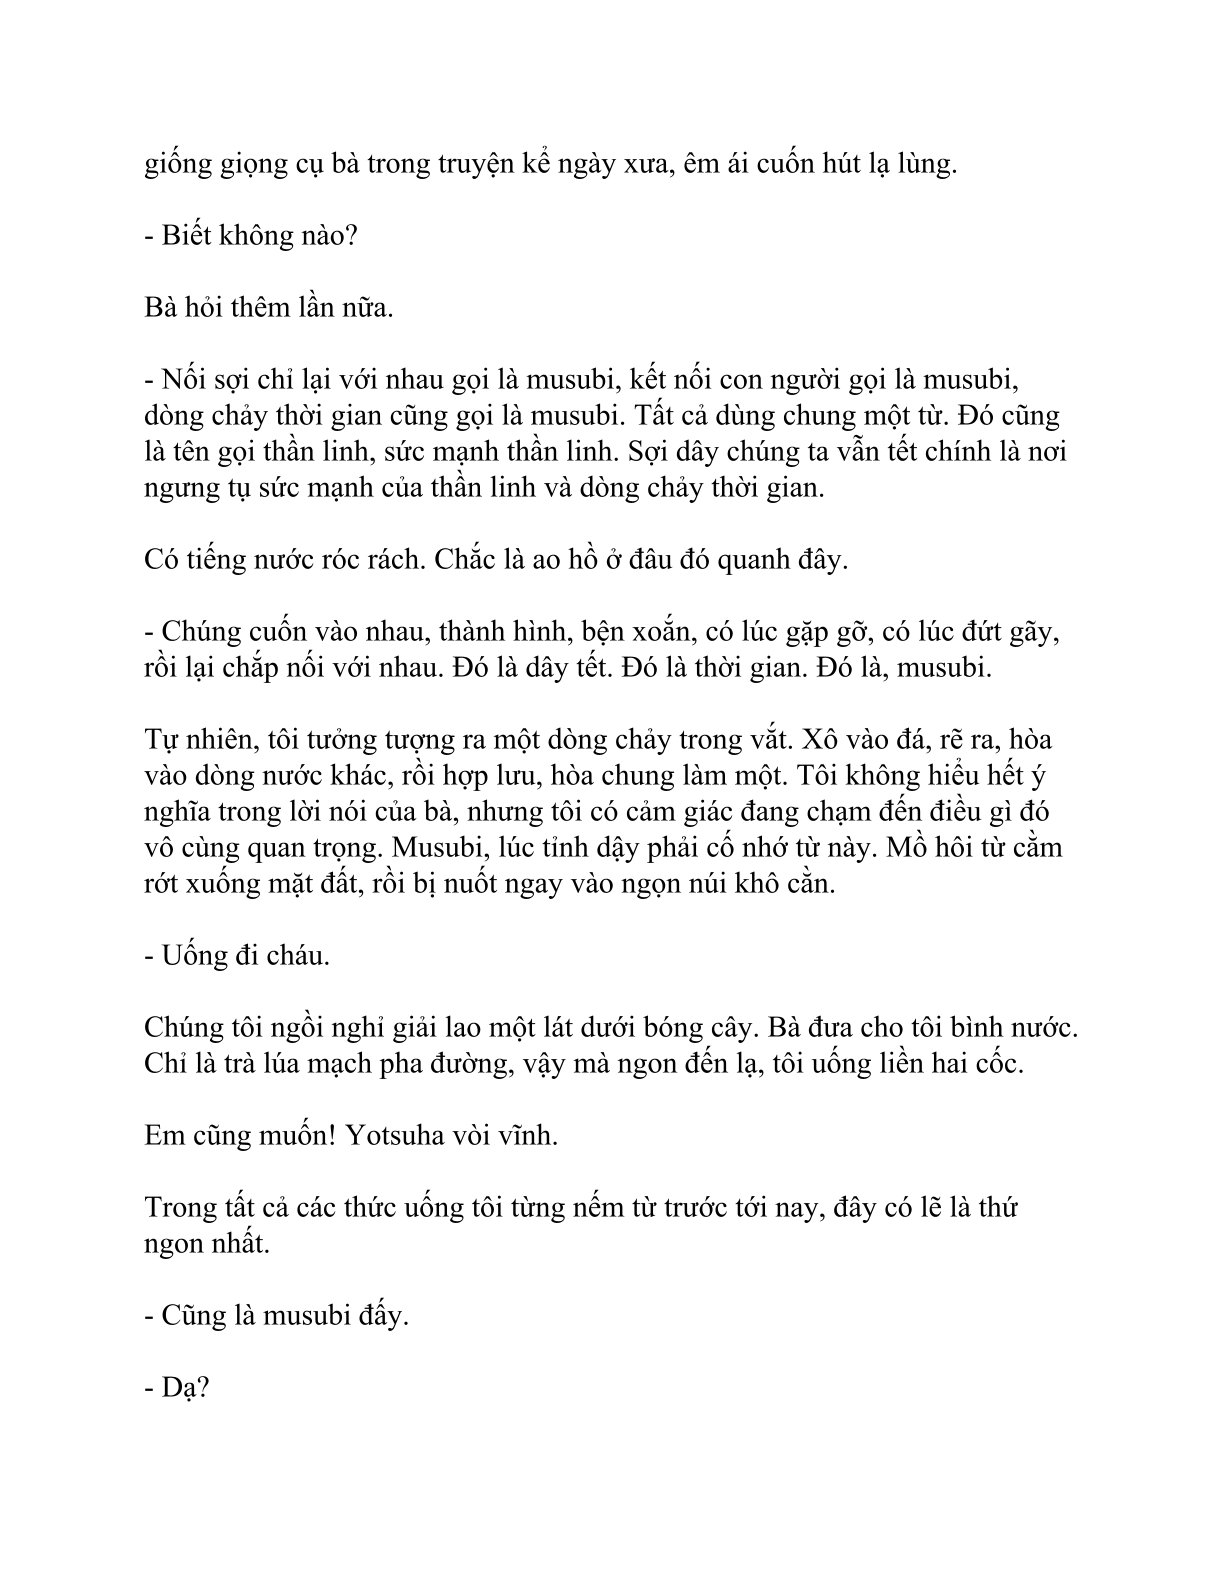 giống giọng cụ bà trong truyện kể ngày xưa, êm ái cuốn hút lạ lùng.
- Biết không nào?
Bà hỏi thêm lần nữa.
- Nối sợi chỉ lại với nhau gọi là musubi, kết nối con người gọi là musubi,
dòng chảy thời gian cũng gọi là musubi. Tất cả dùng chung một từ. Đó cũng
là tên gọi thần linh, sức mạnh thần linh. Sợi dây chúng ta vẫn tết chính là nơi
ngưng tụ sức mạnh của thần linh và dòng chảy thời gian.
Có tiếng nước róc rách. Chắc là ao hồ ở đâu đó quanh đây.
- Chúng cuốn vào nhau, thành hình, bện xoắn, có lúc gặp gỡ, có lúc đứt gãy,
rồi lại chắp nối với nhau. Đó là dây tết. Đó là thời gian. Đó là, musubi.
Tự nhiên, tôi tưởng tượng ra một dòng chảy trong vắt. Xô vào đá, rẽ ra, hòa
vào dòng nước khác, rồi hợp lưu, hòa chung làm một. Tôi không hiểu hết ý
nghĩa trong lời nói của bà, nhưng tôi có cảm giác đang chạm đến điều gì đó
vô cùng quan trọng. Musubi, lúc tỉnh dậy phải cố nhớ từ này. Mồ hôi từ cằm
rớt xuống mặt đất, rồi bị nuốt ngay vào ngọn núi khô cằn.
- Uống đi cháu.
Chúng tôi ngồi nghỉ giải lao một lát dưới bóng cây. Bà đưa cho tôi bình nước.
Chỉ là trà lúa mạch pha đường, vậy mà ngon đến lạ, tôi uống liền hai cốc.
Em cũng muốn! Yotsuha vòi vĩnh.
Trong tất cả các thức uống tôi từng nếm từ trước tới nay, đây có lẽ là thứ
ngon nhất.
- Cũng là musubi đấy.
- Dạ?